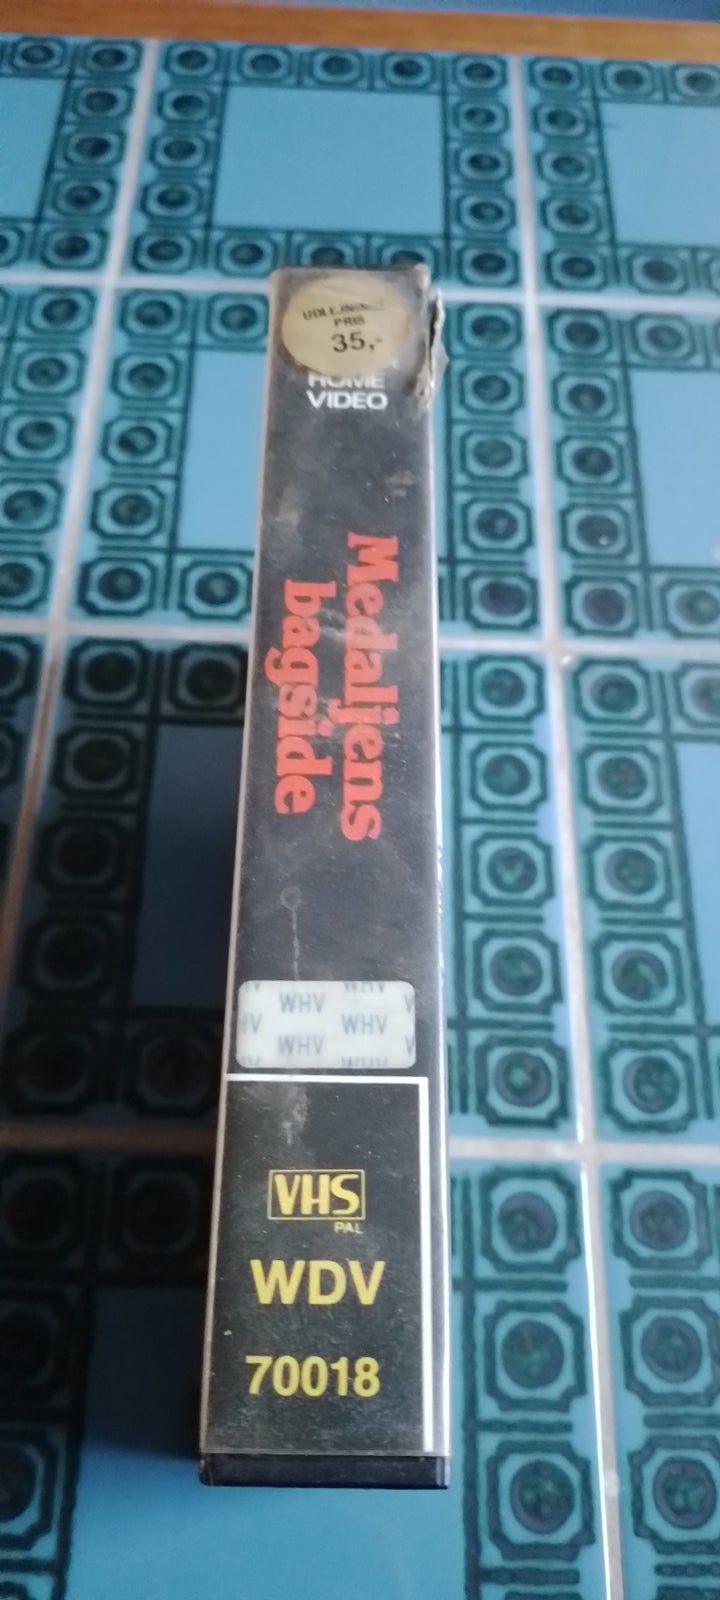 PRIS
35,-
HOME
VIDEO
Medaljens
bagside
WHV
WHV
WHV
WHV
VHS
PAL
WDV
70018